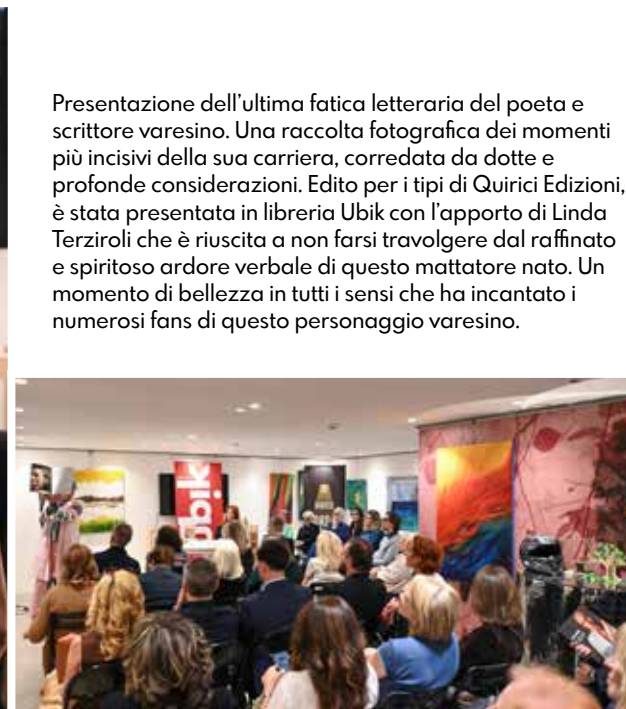 Presentazione dell'ultima fatica letteraria del poeta e
scrittore varesino. Una raccolta fotografica dei momenti
più incisivi della sua carriera, corredata da dotte e
profonde considerazioni. Edito per i tipi di Quirici Edizioni,
è stata presentata in libreria Ubik con l'apporto di Linda
Terziroli che è riuscita a non farsi travolgere dal raffinato
e spiritoso ardore verbale di questo mattatore nato. Un
momento di bellezza in tutti i sensi che ha incantato i
numerosi fans di questo personaggio varesino.
ubik